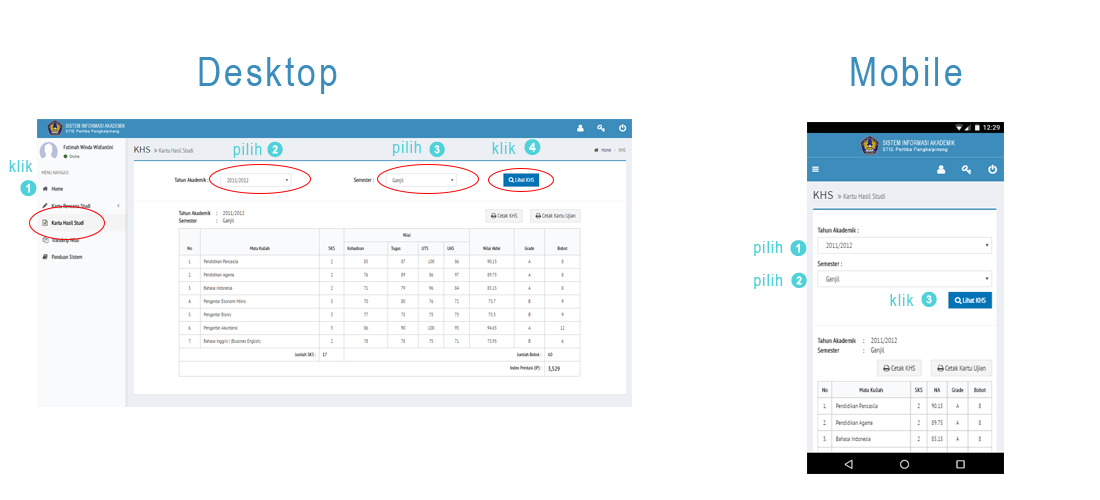 Desktop
Mobile
SISTEM INFORMASI AKADEMIK
STIE Pertiba Pangkalpinang
Fatimah Winda Widiantini
Online
KHS » Kartu Hasil Studi
pilih 2
pilih 3
klik 4
Home > KHS
klik
1
MENU NAVIGASI
Home
Kartu Rencana Studi
Kartu Hasil Studi
Transkrip Nilai
Panduan Sistem
Tahun Akademik : 2011/2012
Semester : Ganjil
Lihat KHS
Tahun Akademik : 2011/2012
Semester : Ganjil
Cetak KHS
Cetak Kartu Ujian
Nilai
No Mata Kuliah SKS Kehadiran Tugas UTS UAS Nilai Akhir Grade Bobot
1. Pendidikan Pancasila 2 85 87 100 86 90.15 A 8
2. Pendidikan Agama 2 76 89 86 97 89.75 A 8
3. Bahasa Indonesia 2 71 79 96 84 85.15 A 8
4. Pengantar Ekonomi Mikro 3 70 80 76 72 73.7 B 9
5. Pengantar Bisnis 3 77 75 75 75 75.3 B 9
6. Pengantar Akuntansi 3 86 90 100 95 94.65 A 12
7. Bahasa Inggris I (Bussines English) 2 78 78 75 71 73.95 B 6
Jumlah SKS : 17 Jumlah Bobot : 60
Index Prestasi (IP) : 3,529
12:29
SISTEM INFORMASI AKADEMIK
STIE Pertiba Pangkalpinang
KHS » Kartu Hasil Studi
Tahun Akademik :
pilih 1
2011/2012
Semester :
pilih 2
Ganjil
klik 3
Lihat KHS
Tahun Akademik : 2011/2012
Semester : Ganjil
Cetak KHS
Cetak Kartu Ujian
No Mata Kuliah SKS NA Grade Bobot
1. Pendidikan Pancasila 2 90.15 A 8
2. Pendidikan Agama 2 89.75 A 8
3. Bahasa Indonesia 2 85.15 A 8